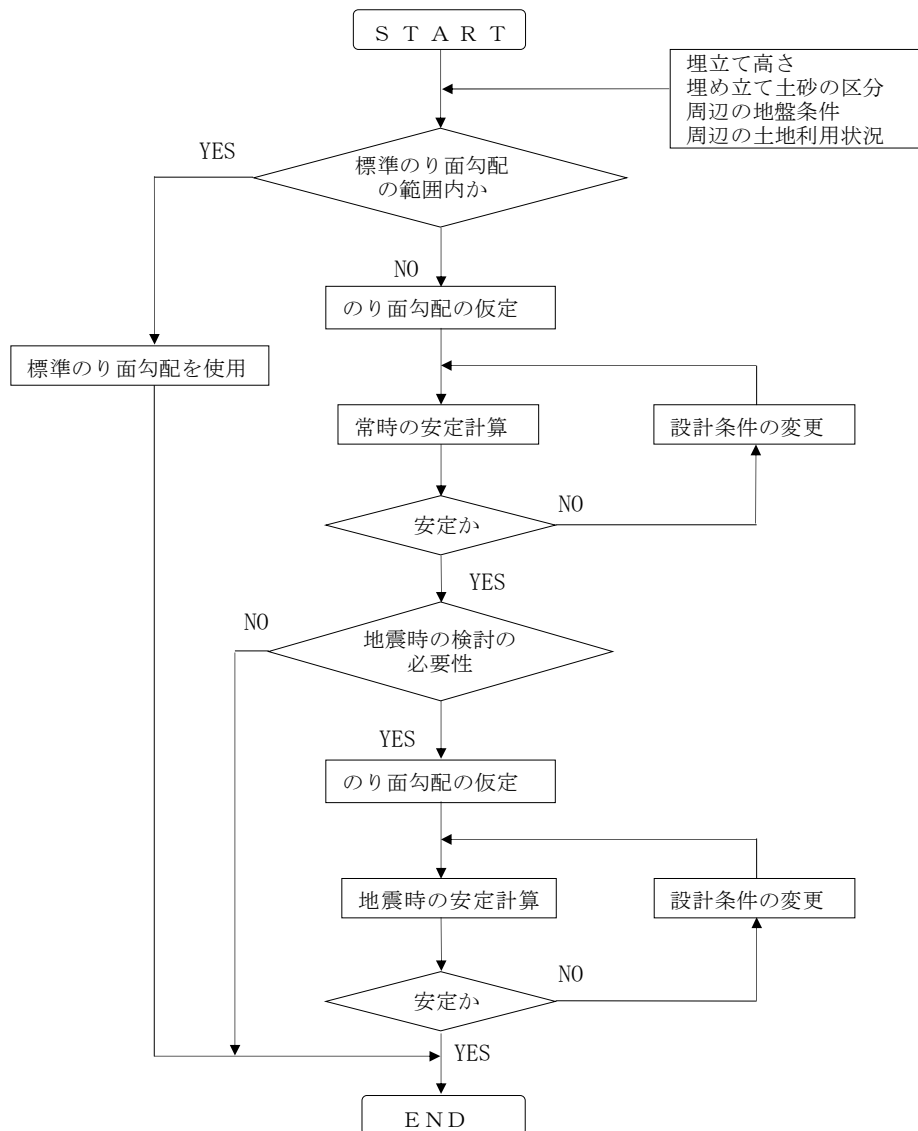 ＳＴＡＲＴ
埋立て高さ
埋め立て土砂の区分
周辺の地盤条件
周辺の土地利用状況
YES
標準のり面勾配
の範囲内か
NO
のり面勾配の仮定
標準のり面勾配を使用
常時の安定計算
設計条件の変更
安定か
NO
YES
NO
地震時の検討の
必要性
YES
のり面勾配の仮定
地震時の安定計算
設計条件の変更
安定か
NO
YES
ＥＮＤ